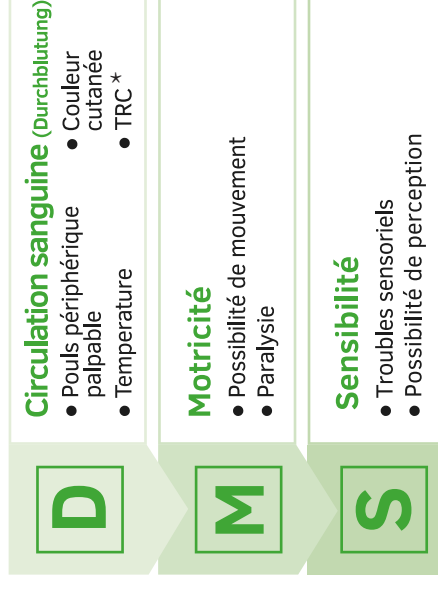 D
Circulation sanguine (Durchblutung)
• Pouls périphérique
palpable
• Temperature
• Couleur
cutanée
• TRC*
M
Motricité
• Possibilité de mouvement
• Paralysie
S
Sensibilité
• Troubles sensoriels
• Possibilité de perception